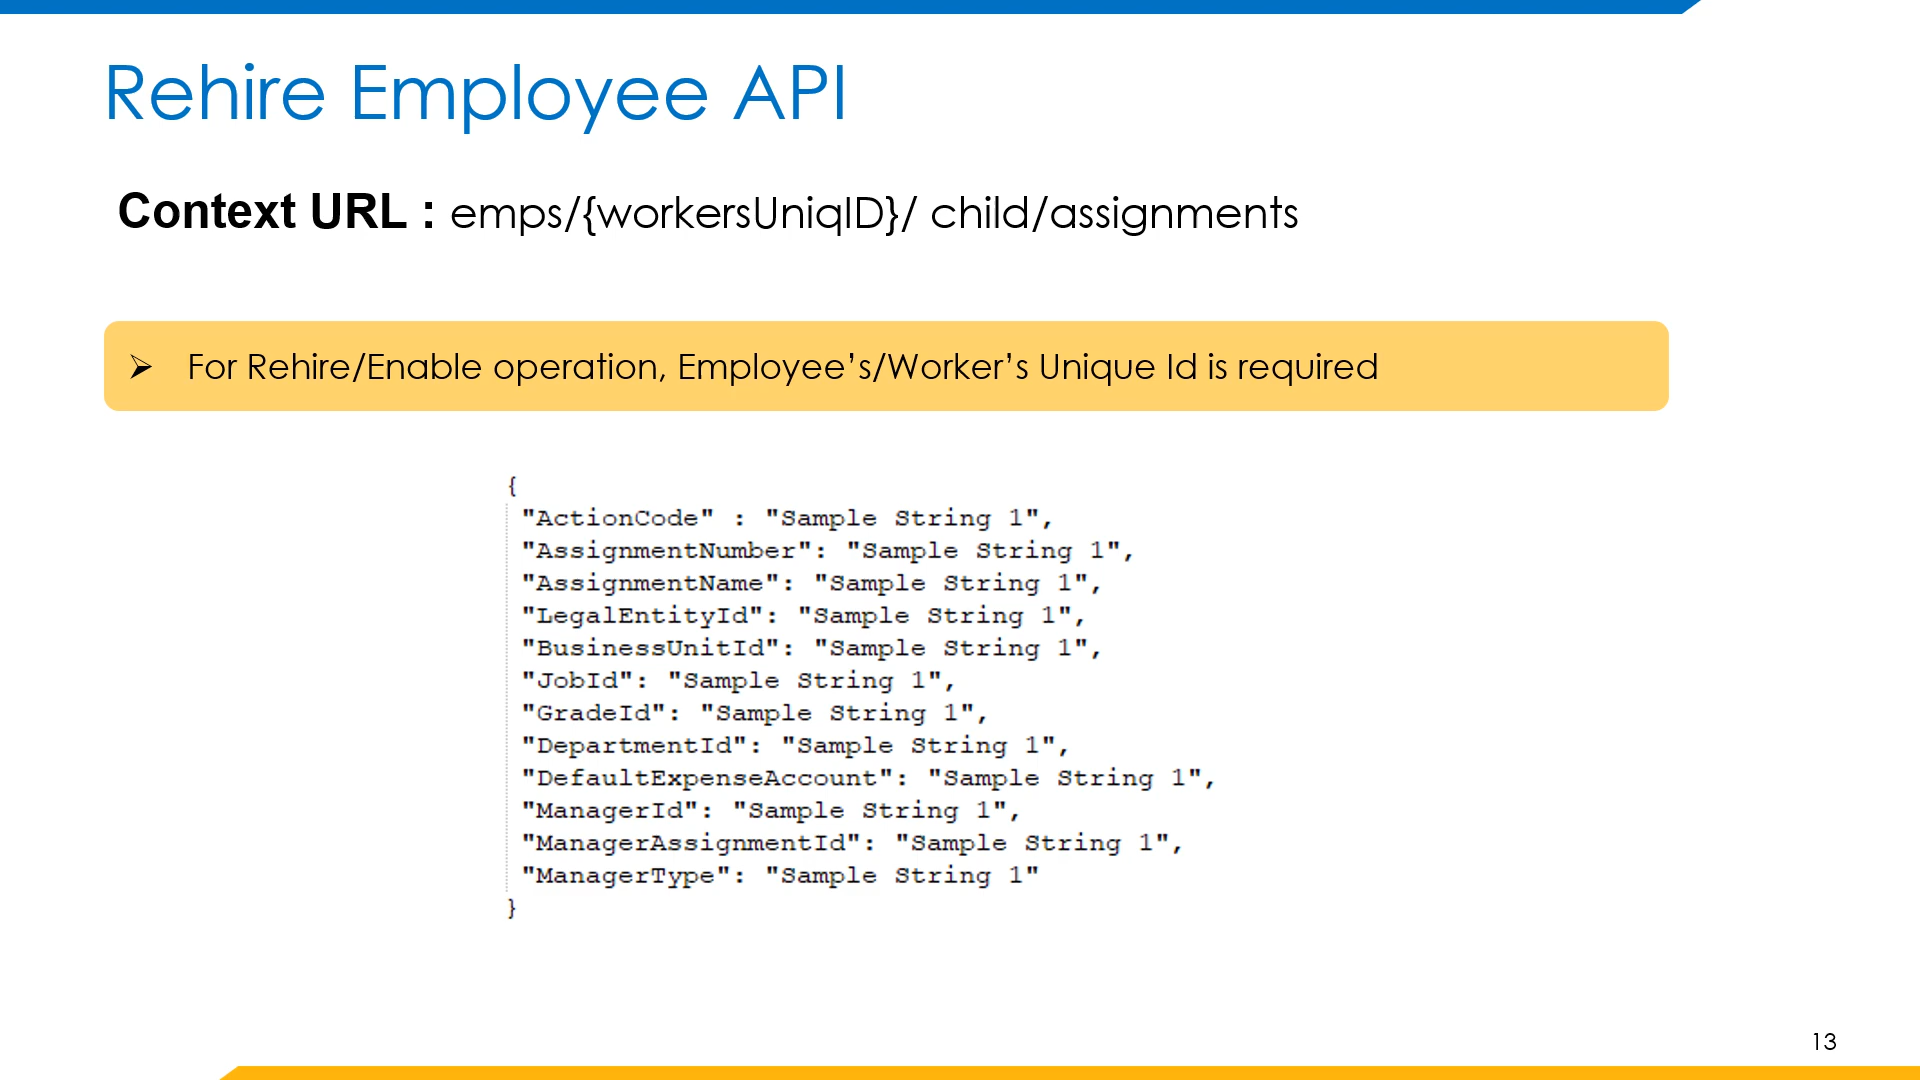 Rehire Employee API
Context URL : emps/{workersUniqID}/ child/assignments
➢ For Rehire/Enable operation, Employee’s/Worker’s Unique Id is required
{
"ActionCode" : "Sample String 1",
"AssignmentNumber": "Sample String 1",
"AssignmentName": "Sample String 1",
"LegalEntityId": "Sample String 1",
"BusinessUnitId": "Sample String 1",
"JobId": "Sample String 1",
"GradeId": "Sample String 1",
"DepartmentId": "Sample String 1",
"DefaultExpenseAccount": "Sample String 1",
"ManagerId": "Sample String 1",
"ManagerAssignmentId": "Sample String 1",
"ManagerType": "Sample String 1"
}
13